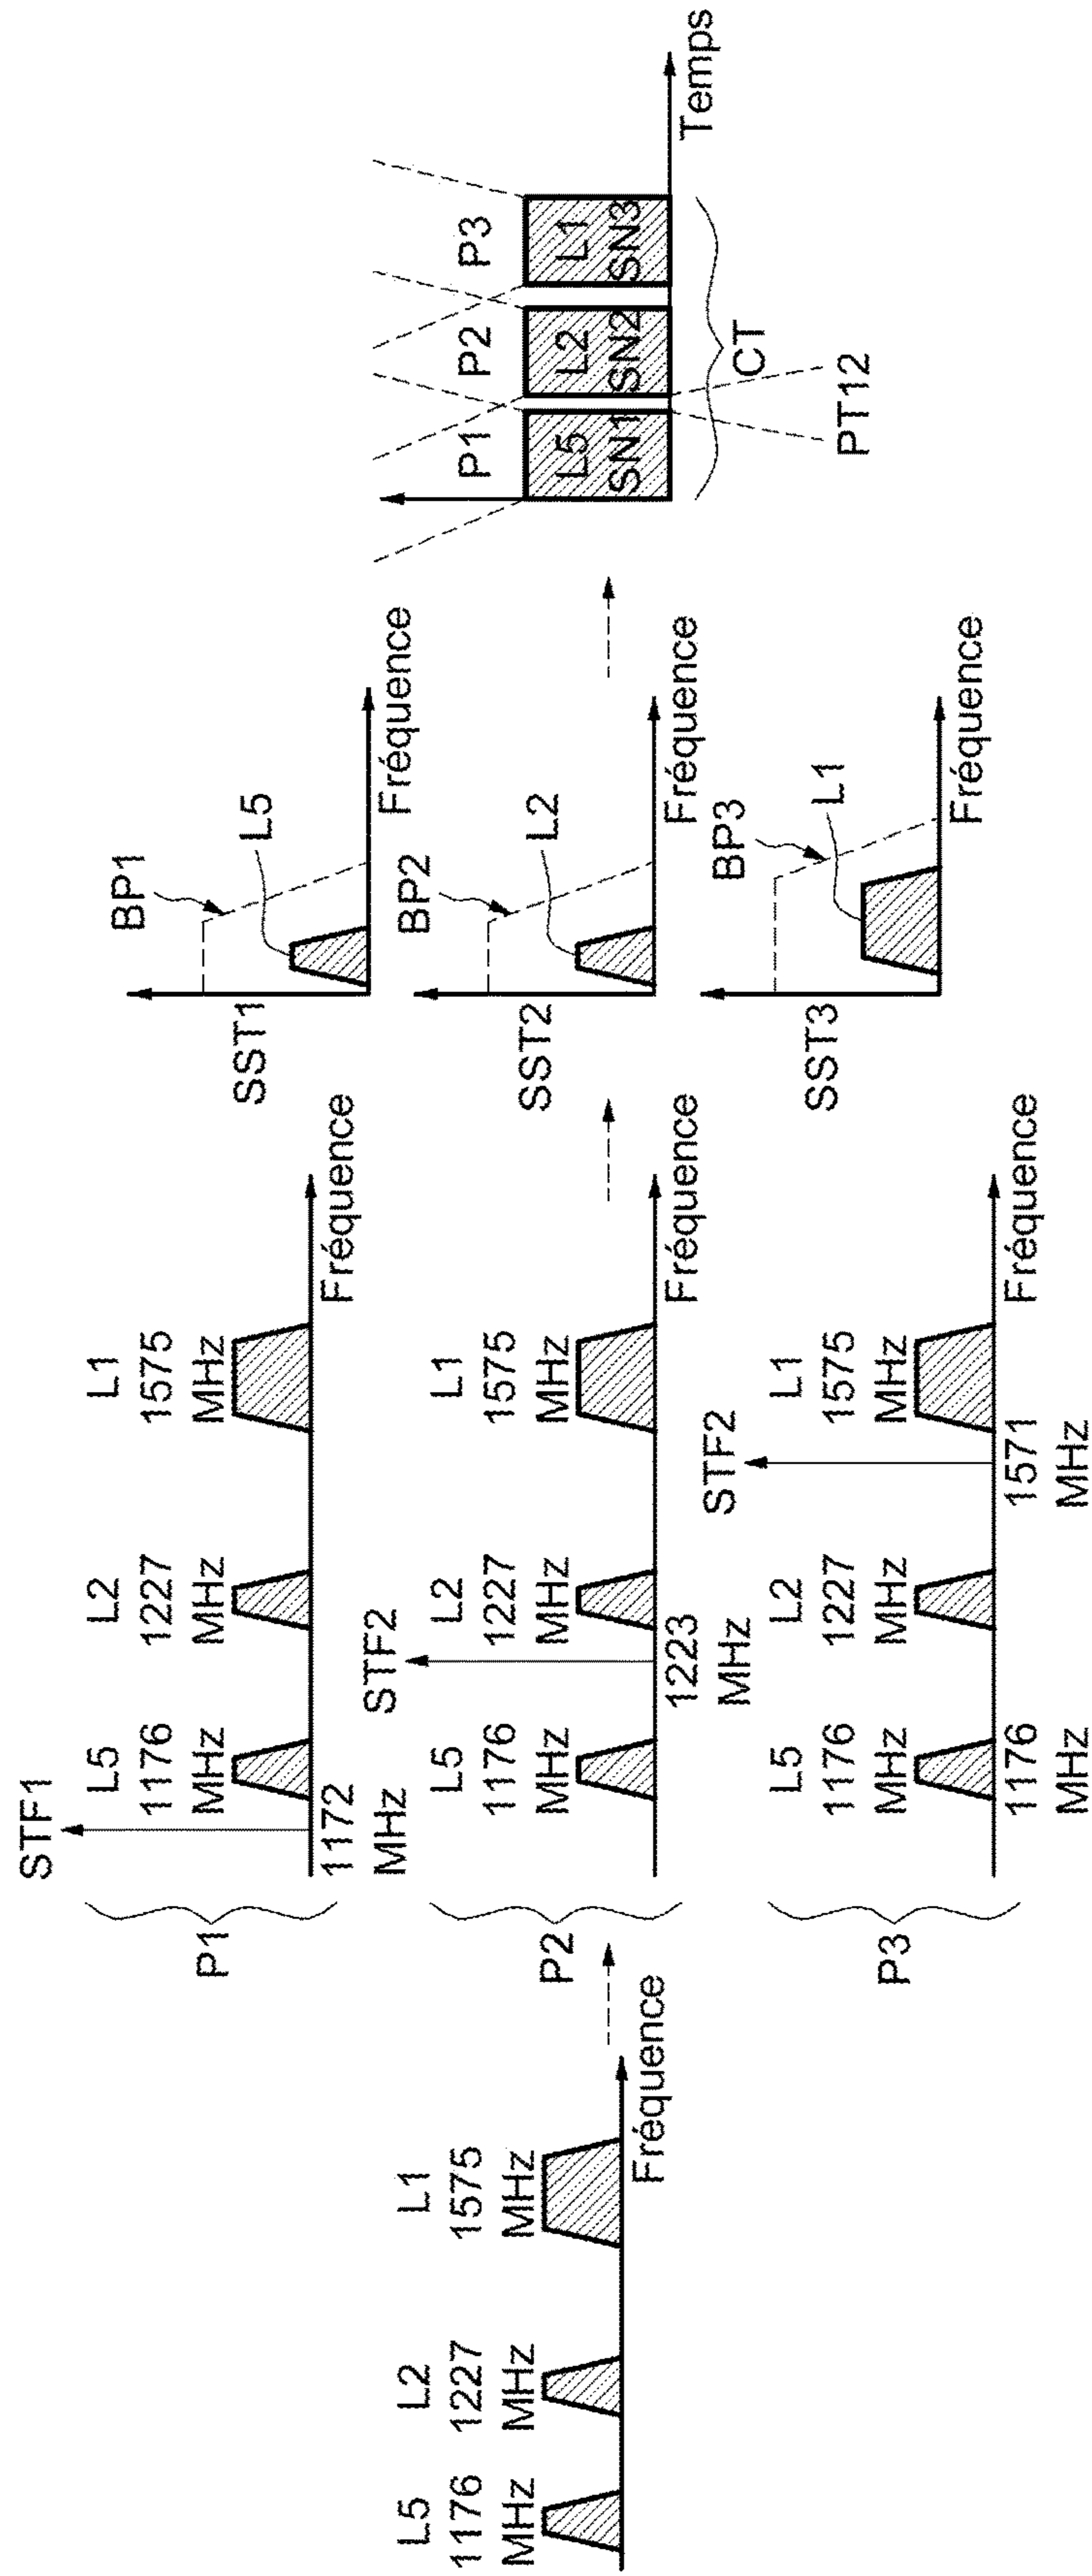 L5
1176
MHz
L2
1227
MHz
L1
1575
MHz
Fréquence
P1
STF1
1172
MHz
L5
1176
MHz
L2
1227
MHz
L1
1575
MHz
Fréquence
P2
L5
1176
MHz
STF2
1223
MHz
L2
1227
MHz
L1
1575
MHz
Fréquence
P3
L5
1176
MHz
1176
MHz
L2
1227
MHz
STF2
1571
MHz
L1
1575
MHz
Fréquence
SST1
BP1
L5
Fréquence
SST2
BP2
L2
Fréquence
SST3
BP3
L1
Fréquence
P1
P2
P3
L5
SN1
L2
SN2
L1
SN3
Temps
CT
PT12